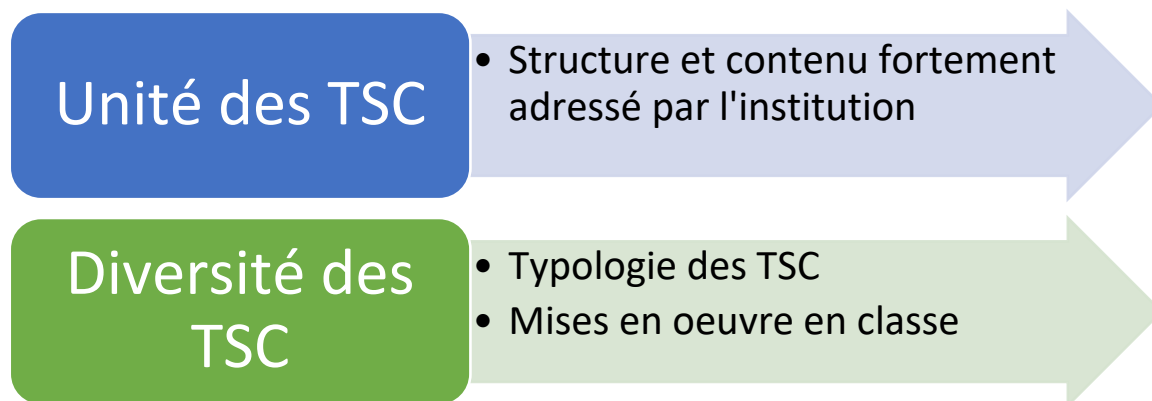 Unité des TSC
• Structure et contenu fortement
adressé par l'institution
Diversité des
TSC
• Typologie des TSC
• Mises en oeuvre en classe